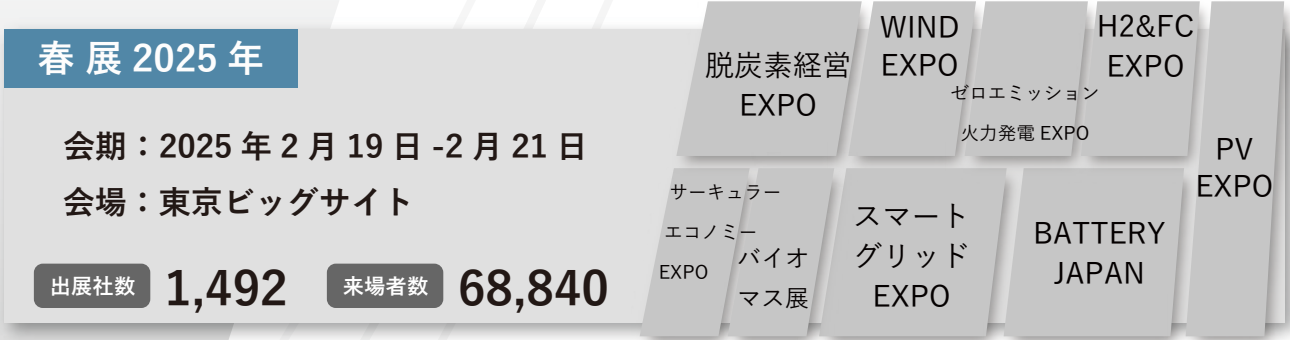 春 展 2025 年
会期：2025 年 2 月 19 日 -2 月 21 日
会場：東京ビッグサイト
出展社数 1,492 来場者数 68,840
脱炭素経営
EXPO
WIND
EXPO
ゼロエミッション
火力発電 EXPO
H2&FC
EXPO
PV
EXPO
サーキュラー
エコノミー
EXPO
バイオ
マス展
スマート
グリッド
EXPO
BATTERY
JAPAN